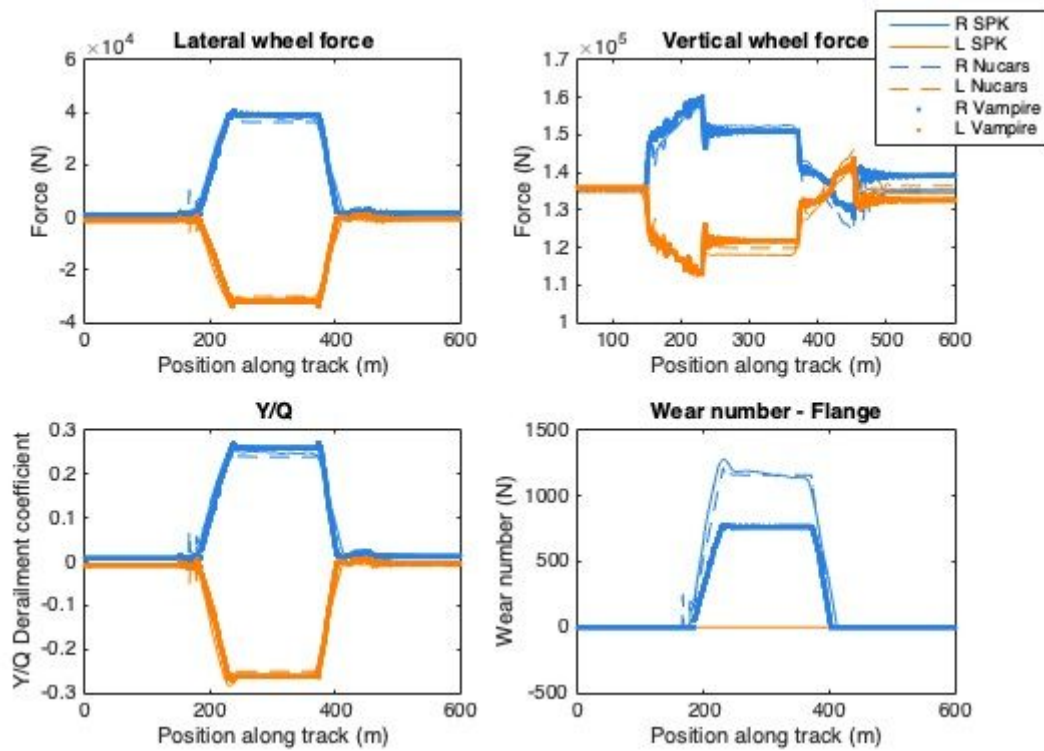 Lateral wheel force
×10⁴
6
4
2
0
-2
-4
0
200
400
600
Force (N)
Position along track (m)
Vertical wheel force
×10⁵
1.7
1.6
1.5
1.4
1.3
1.2
1.1
1
100
200
300
400
500
600
Force (N)
Position along track (m)
R SPK
L SPK
R Nucars
L Nucars
R Vampire
L Vampire
Y/Q
0.3
0.2
0.1
0
-0.1
-0.2
-0.3
0
200
400
600
Y/Q Derailment coefficient
Position along track (m)
Wear number - Flange
1500
1000
500
0
-500
0
200
400
600
Wear number (N)
Position along track (m)